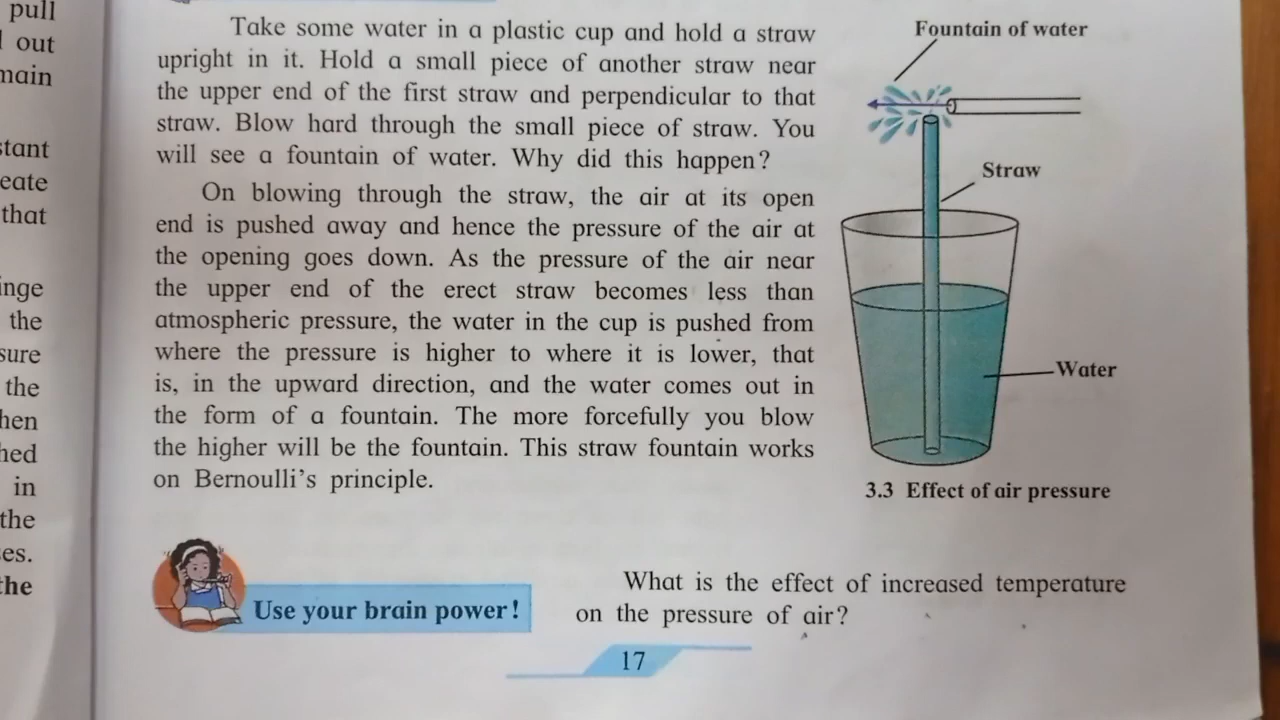 pull
out
stant
that
the
the
in
the
the
Take some water in a plastic cup and hold a straw
upright in it. Hold a small piece of another straw near
the upper end of the first straw and perpendicular to that
straw. Blow hard through the small piece of straw. You
will see a fountain of water. Why did this happen?
On blowing through the straw, the air at its open
end is pushed away and hence the pressure of the air at
the opening goes down. As the pressure of the air near
the upper end of the erect straw becomes less than
atmospheric pressure, the water in the cup is pushed from
where the pressure is higher to where it is lower, that
is, in the upward direction, and the water comes out in
the form of a fountain. The more forcefully you blow
the higher will be the fountain. This straw fountain works
on Bernoulli's principle.
Fountain of water
Straw
Water
3.3 Effect of air pressure
Use your brain power!
What is the effect of increased temperature
on the pressure of air?
17